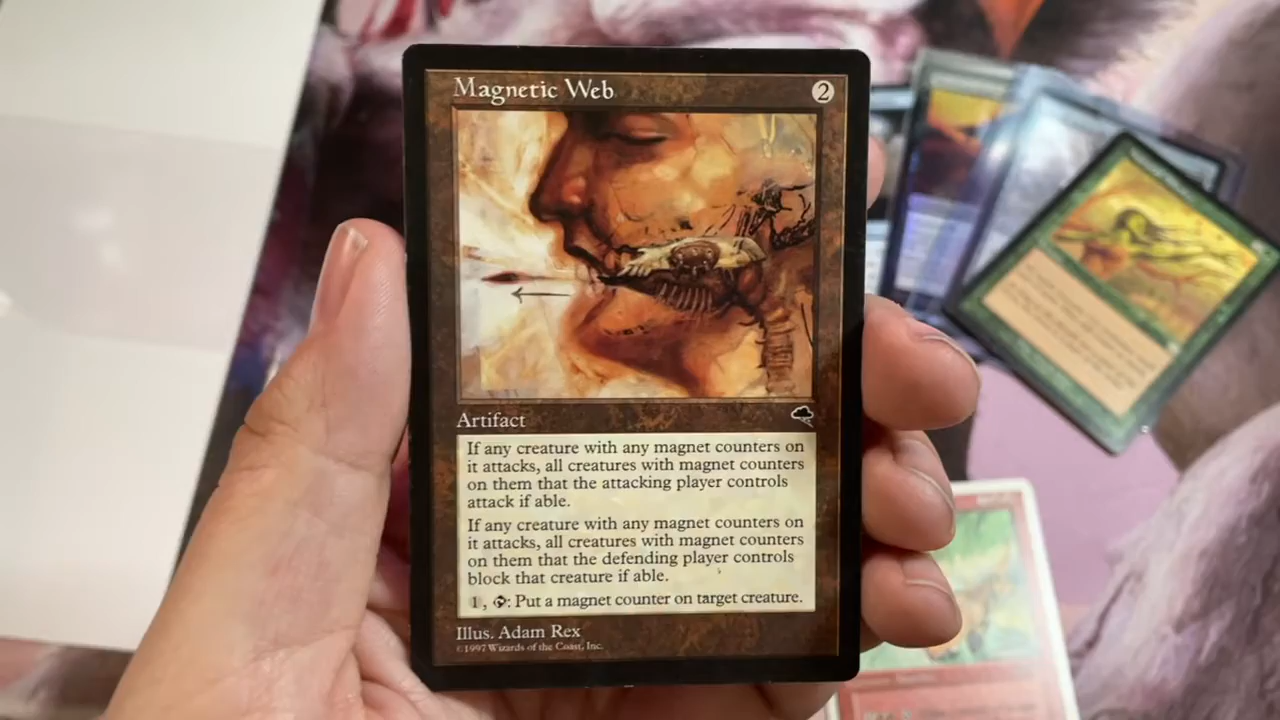 Magnetic Web 2
Artifact
If any creature with any magnet counters on
it attacks, all creatures with magnet counters
on them that the attacking player controls
attack if able.
If any creature with any magnet counters on
it attacks, all creatures with magnet counters
on them that the defending player controls
block that creature if able.
1, : Put a magnet counter on target creature.
Illus. Adam Rex
©1997 Wizards of the Coast, Inc.